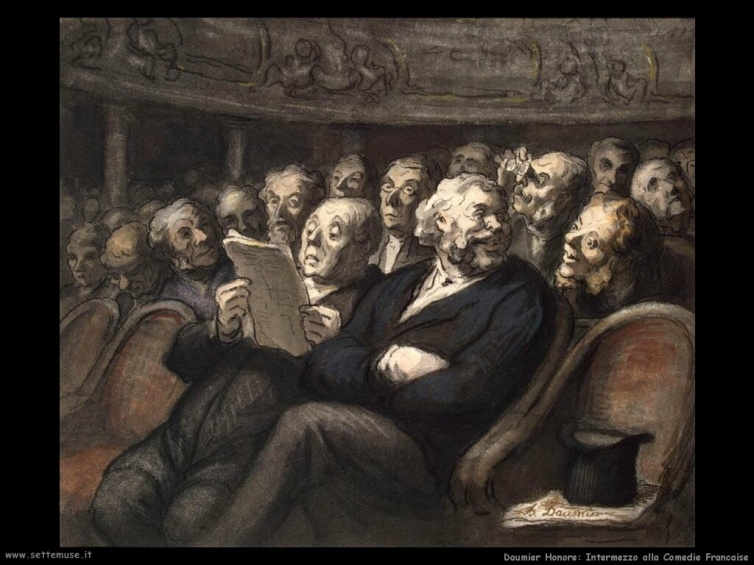 h. Daumier
www.settemuse.it
Daumier Honore: Intermezzo alla Comedie Francaise